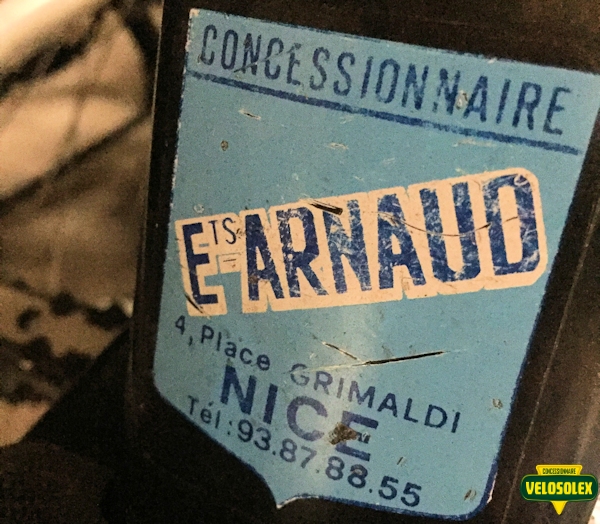 CONCESSIONNAIRE
ETS ARNAUD
4, Place GRIMALDI
NICE
Tél : 93.87.88.55
CONCESSIONNAIRE
VELOSOLEX